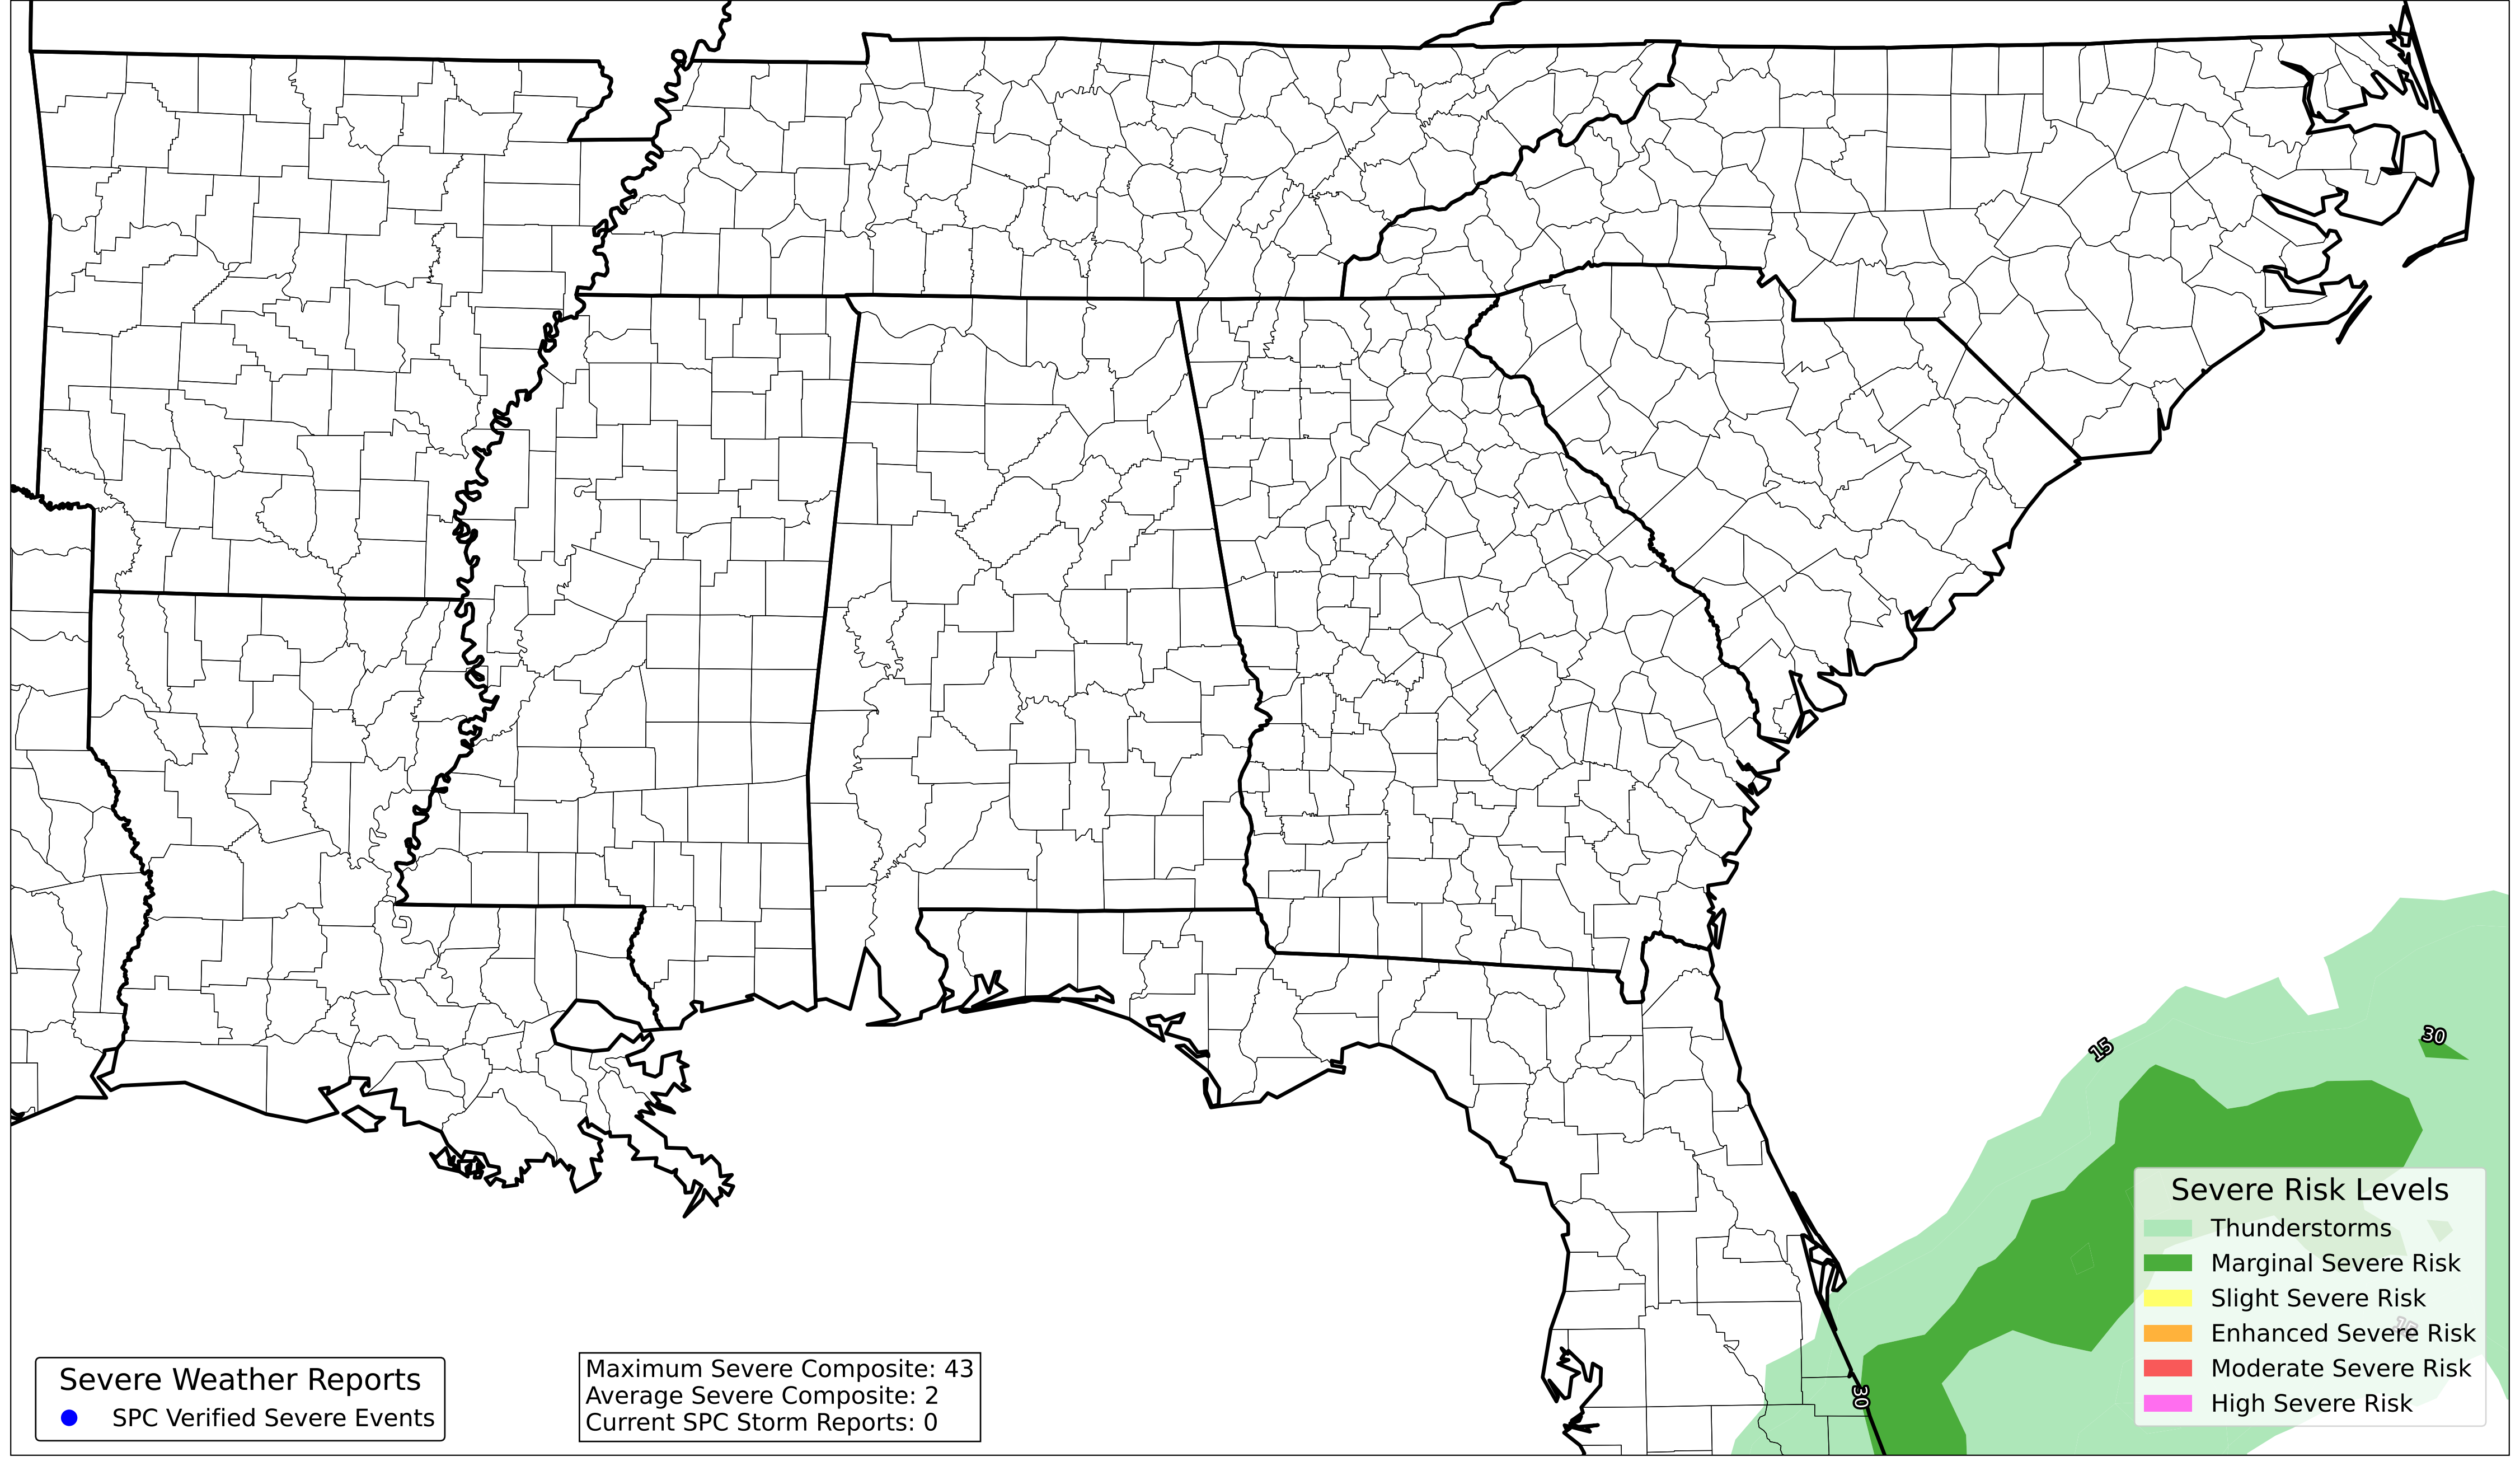 15
30
Severe Risk Levels
Thunderstorms
Marginal Severe Risk
Slight Severe Risk
Enhanced Severe Risk
Moderate Severe Risk
High Severe Risk
30
Severe Weather Reports
SPC Verified Severe Events
Maximum Severe Composite: 43
Average Severe Composite: 2
Current SPC Storm Reports: 0